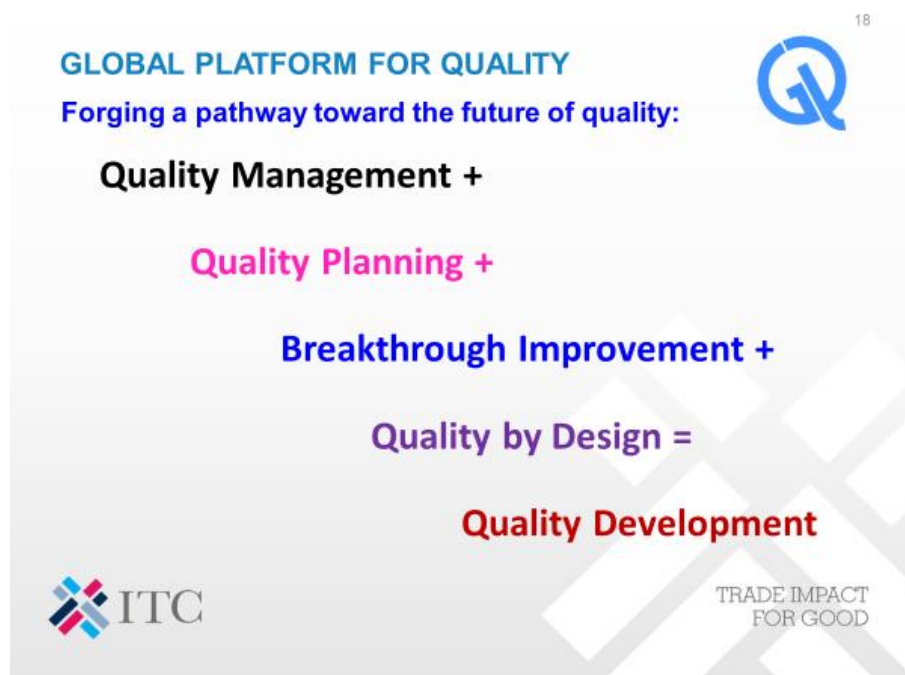 18
GLOBAL PLATFORM FOR QUALITY
Forging a pathway toward the future of quality:
Quality Management +
Quality Planning +
Breakthrough Improvement +
Quality by Design =
Quality Development
ITC
TRADE IMPACT
FOR GOOD